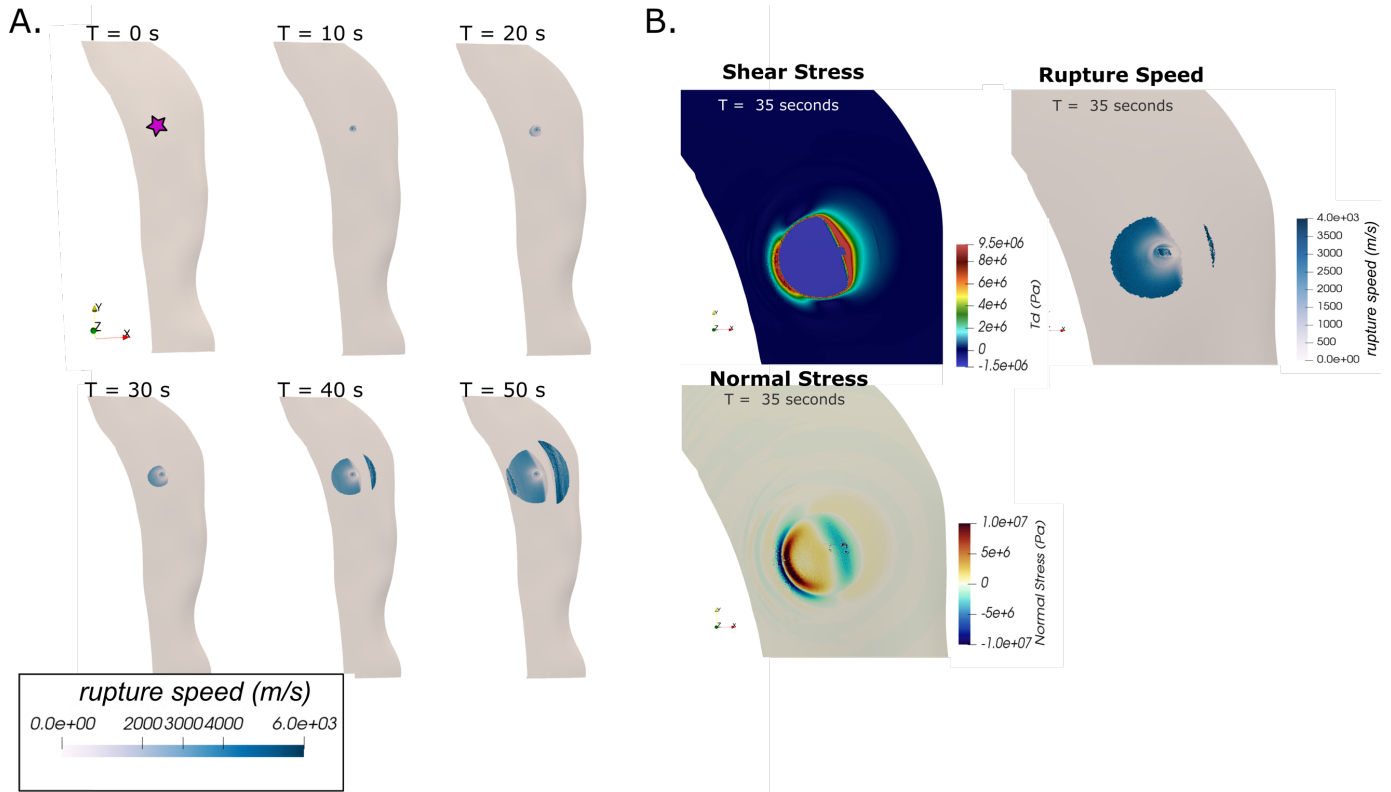 A.
T = 0 s
T = 10 s
T = 20 s
Y
Z
X
T = 30 s
T = 40 s
T = 50 s
rupture speed (m/s)
0.0e+00
2000
3000
4000
6.0e+03
B.
Shear Stress
T = 35 seconds
9.5e+06
8e+6
6e+6
4e+6
2e+6
0
-1.5e+06
Td (Pa)
Y
Z
X
Rupture Speed
T = 35 seconds
4.0e+03
3500
3000
2500
2000
1500
1000
500
0.0e+00
rupture speed (m/s)
X
Normal Stress
T = 35 seconds
1.0e+07
5e+6
0
-5e+6
-1.0e+07
Normal Stress (Pa)
Y
Z
X